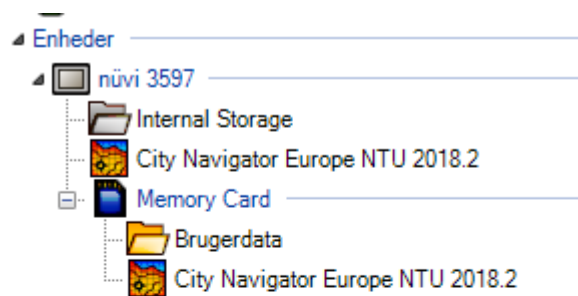 Enheder
nüvi 3597
Internal Storage
City Navigator Europe NTU 2018.2
Memory Card
Brugerdata
City Navigator Europe NTU 2018.2